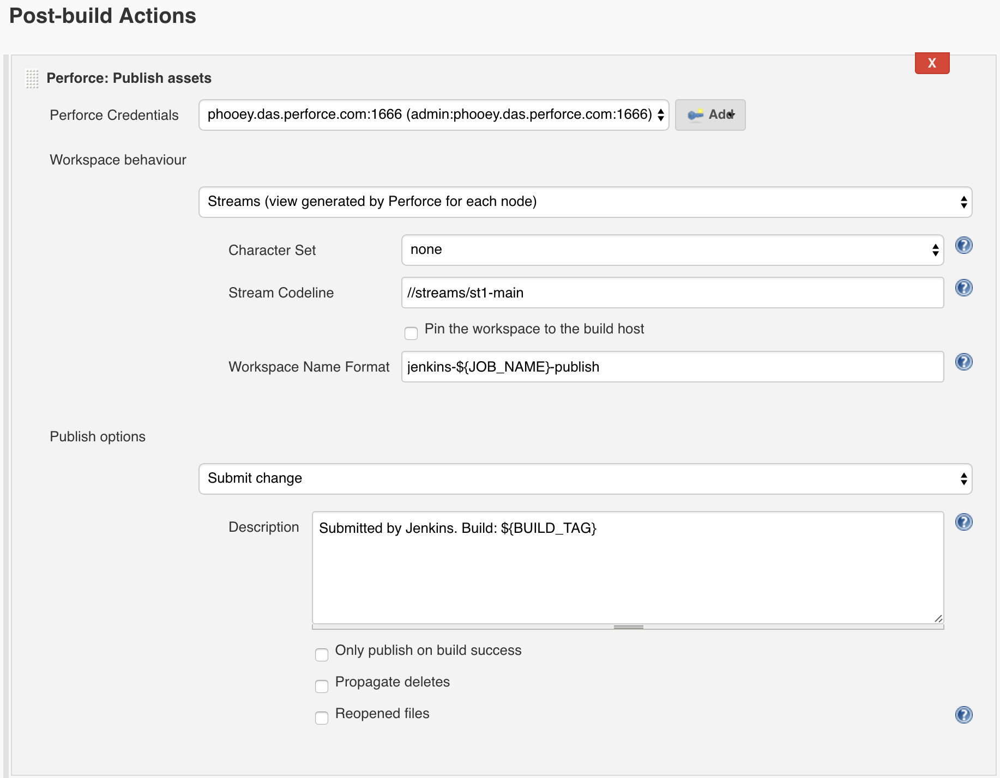 Post-build Actions
X
Perforce: Publish assets
Perforce Credentials
phooey.das.perforce.com:1666 (admin:phooey.das.perforce.com:1666)
Add
Workspace behaviour
Streams (view generated by Perforce for each node)
Character Set
none
?
Stream Codeline
//streams/st1-main
?
Pin the workspace to the build host
Workspace Name Format
jenkins-${JOB_NAME}-publish
?
Publish options
Submit change
Description
Submitted by Jenkins. Build: ${BUILD_TAG}
?
Only publish on build success
Propagate deletes
Reopened files
?